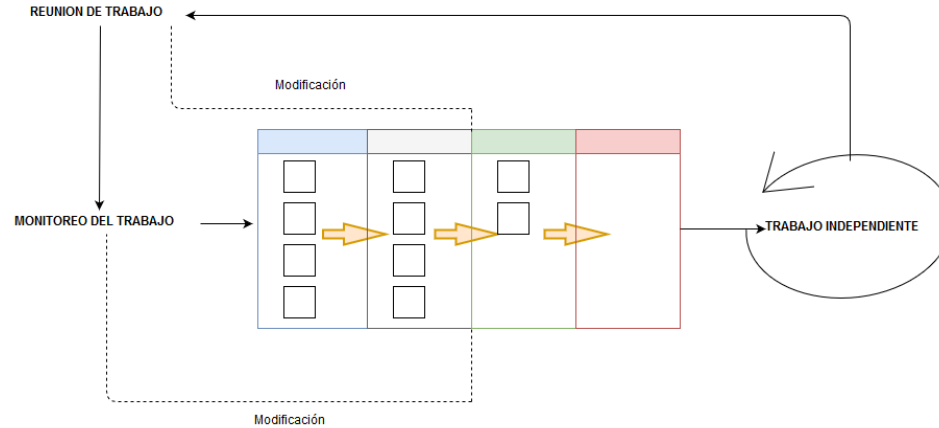 REUNION DE TRABAJO
Modificación
MONITOREO DEL TRABAJO
TRABAJO INDEPENDIENTE
Modificación